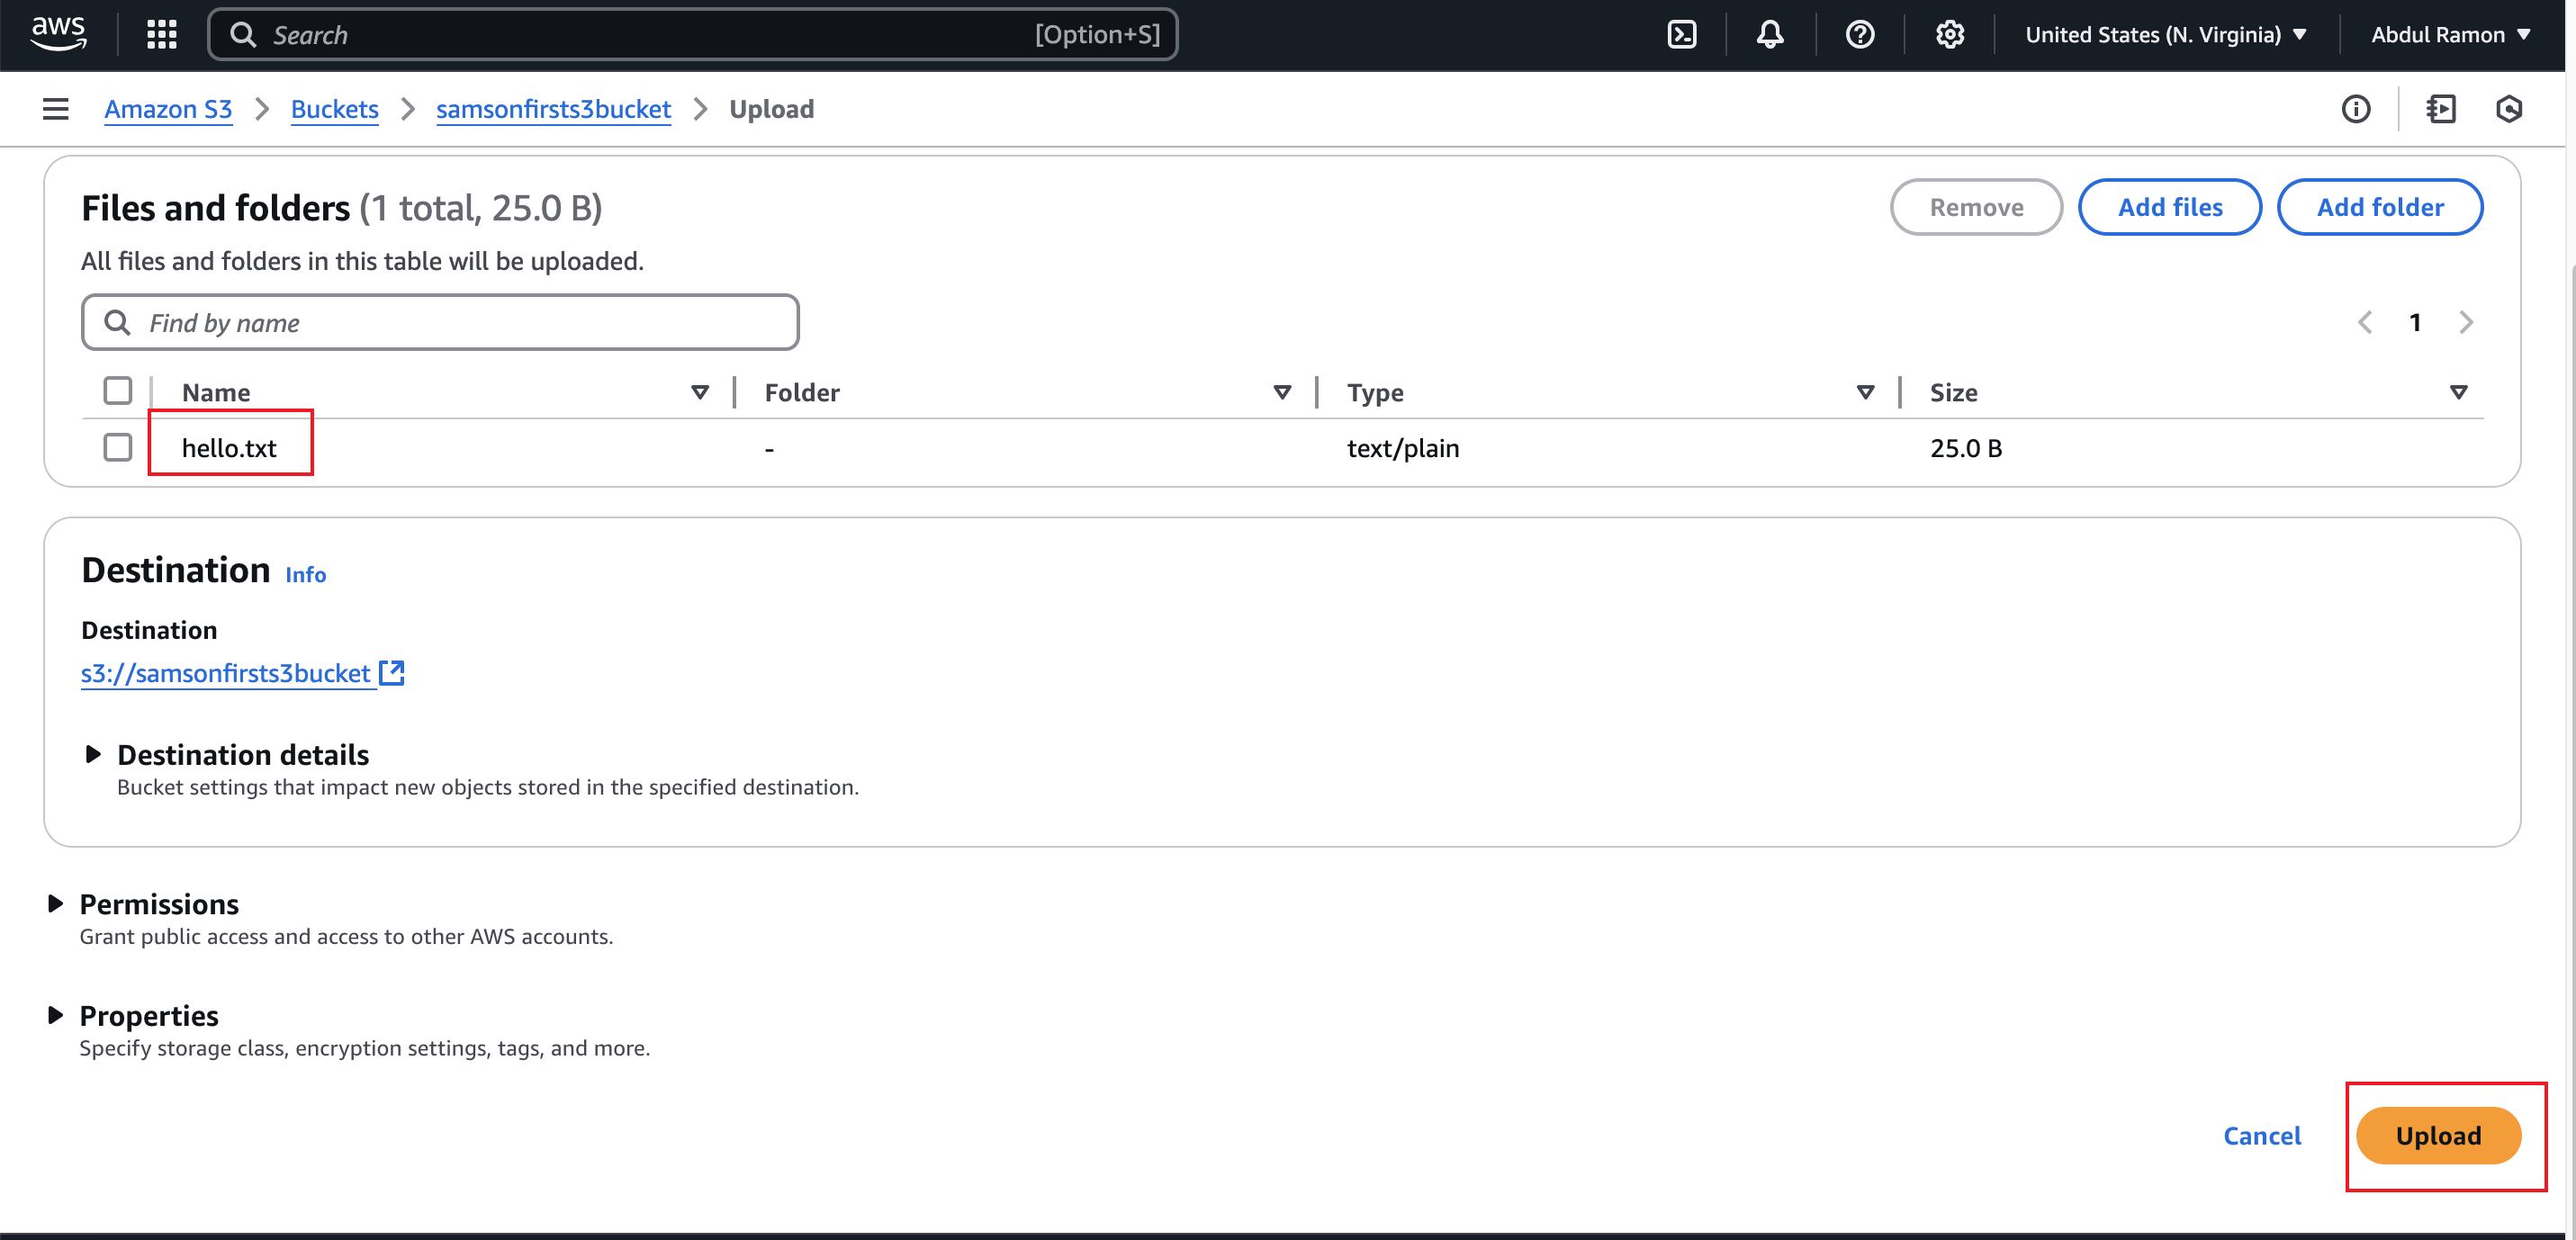 aws Search [Option+S] United States (N. Virginia) Abdul Ramon
Amazon S3 Buckets samsonfirsts3bucket Upload
Files and folders (1 total, 25.0 B) Remove Add files Add folder
All files and folders in this table will be uploaded.
Find by name 1
Name Folder Type Size
hello.txt - text/plain 25.0 B
Destination Info
Destination
s3://samsonfirsts3bucket
Destination details
Bucket settings that impact new objects stored in the specified destination.
Permissions
Grant public access and access to other AWS accounts.
Properties
Specify storage class, encryption settings, tags, and more.
Cancel Upload